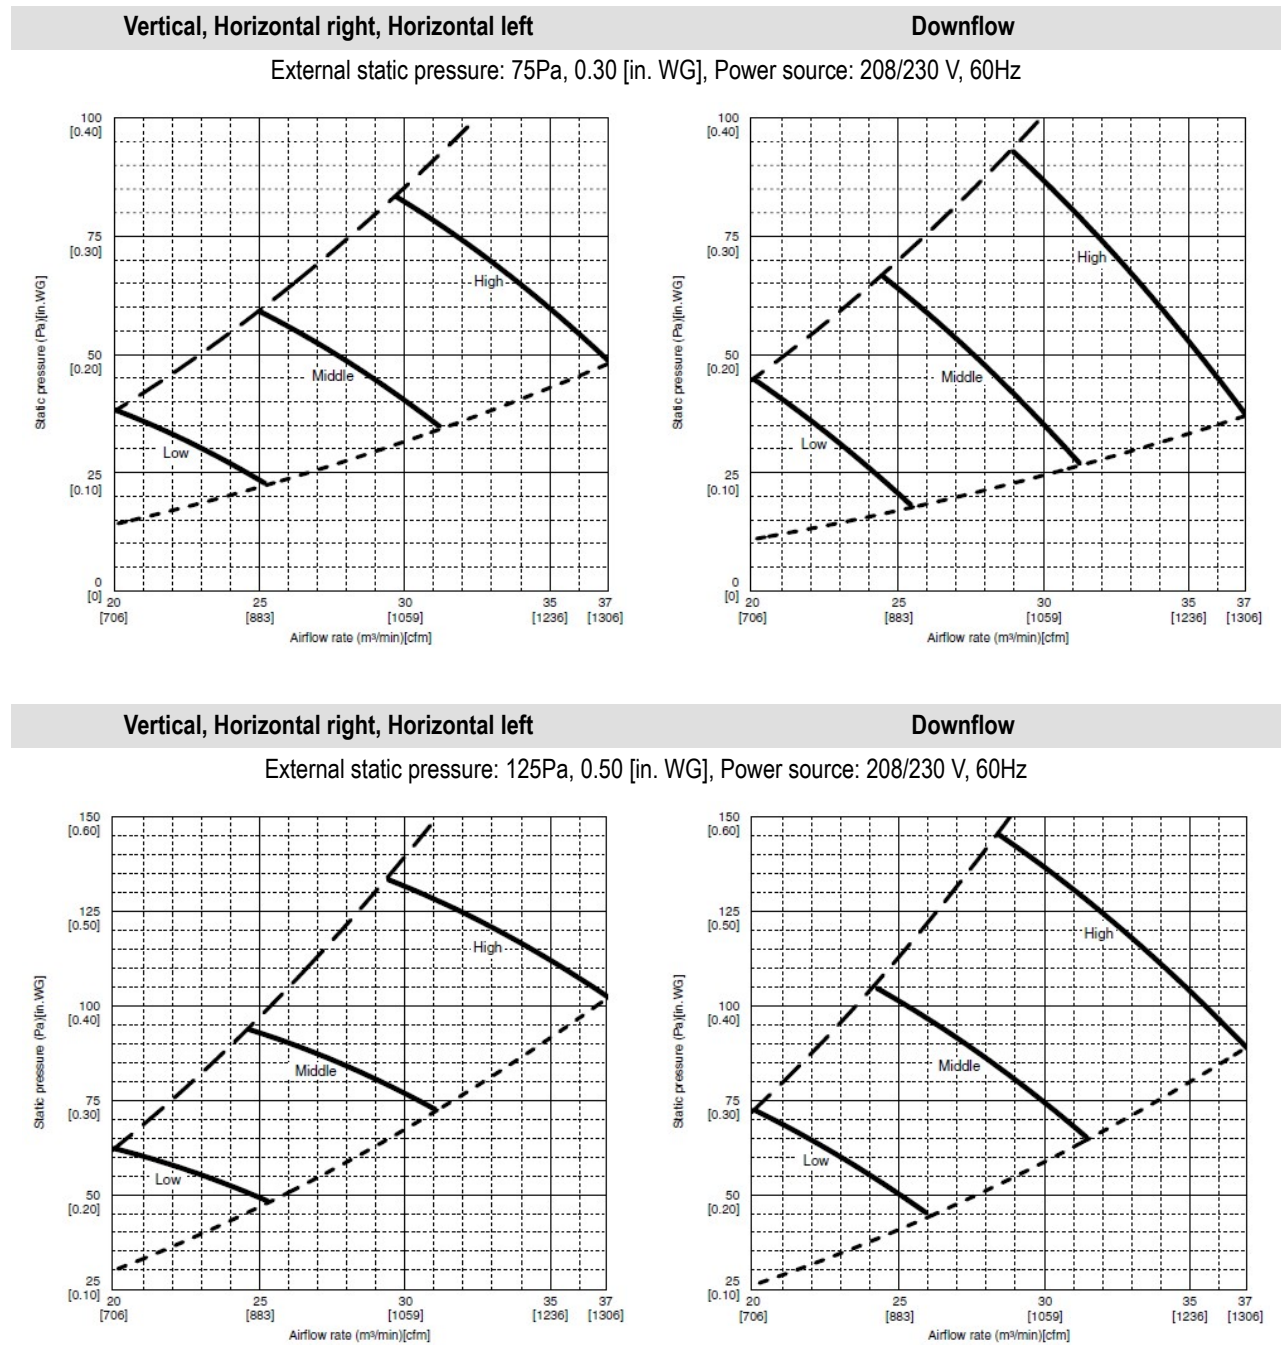 Vertical, Horizontal right, Horizontal left
Downflow
External static pressure: 75Pa, 0.30 [in. WG], Power source: 208/230 V, 60Hz
100
[0.40]
75
[0.30]
50
[0.20]
25
[0.10]
0
[0]
Static pressure (Pa)[in.WG]
High
Middle
Low
20 25 30 35 37
[706] [883] [1059] [1236] [1306]
Airflow rate (m³/min)[cfm]
100
[0.40]
75
[0.30]
50
[0.20]
25
[0.10]
0
[0]
Static pressure (Pa)[in.WG]
High
Middle
Low
20 25 30 35 37
[706] [883] [1059] [1236] [1306]
Airflow rate (m³/min)[cfm]
Vertical, Horizontal right, Horizontal left
Downflow
External static pressure: 125Pa, 0.50 [in. WG], Power source: 208/230 V, 60Hz
150
[0.60]
125
[0.50]
100
[0.40]
75
[0.30]
50
[0.20]
25
[0.10]
Static pressure (Pa)[in.WG]
High
Middle
Low
20 25 30 35 37
[706] [883] [1059] [1236] [1306]
Airflow rate (m³/min)[cfm]
150
[0.60]
125
[0.50]
100
[0.40]
75
[0.30]
50
[0.20]
25
[0.10]
Static pressure (Pa)[in.WG]
High
Middle
Low
20 25 30 35 37
[706] [883] [1059] [1236] [1306]
Airflow rate (m³/min)[cfm]